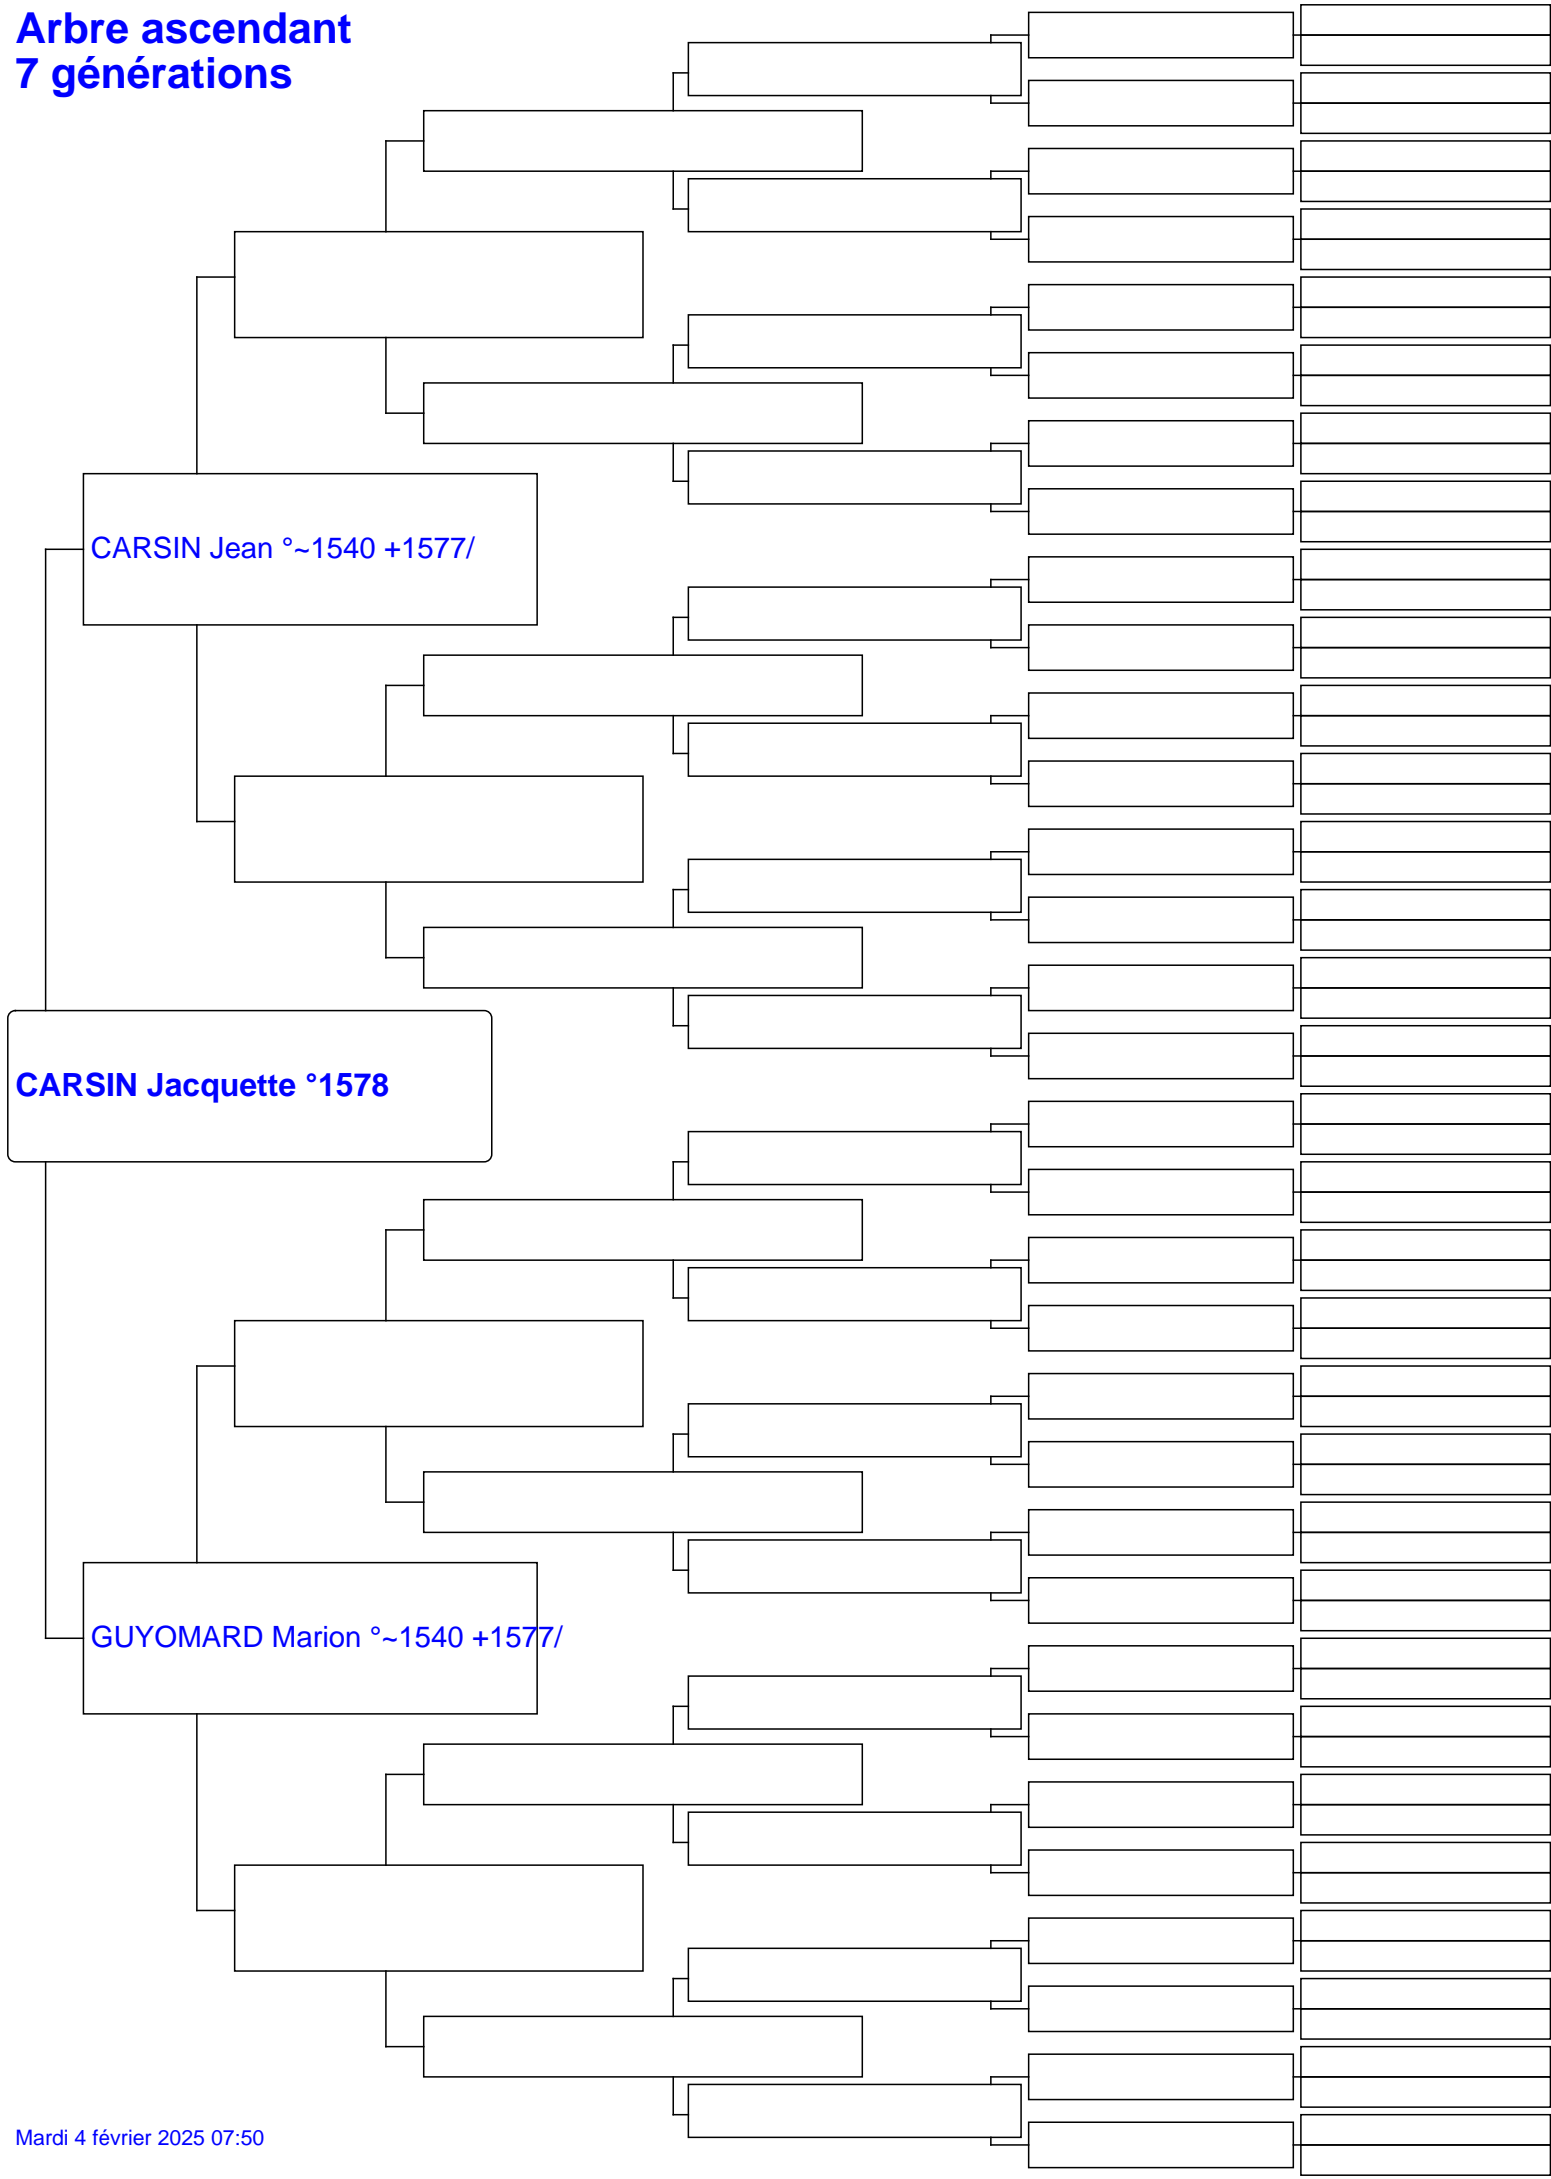 Arbre ascendant
7 générations
CARSIN Jean °~1540 +1577/
CARSIN Jacquette °1578
GUYOMARD Marion °~1540 +1577/
Mardi 4 février 2025 07:50